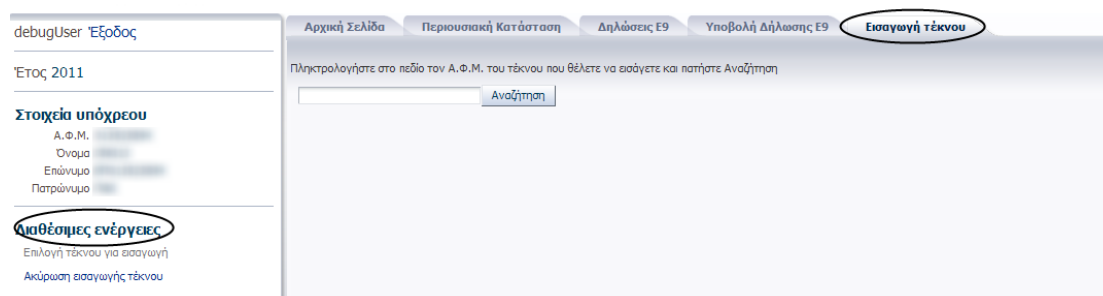 debugUser Έξοδος
Έτος 2011
Στοιχεία υπόχρεου
Α.Φ.Μ.
Όνομα
Επώνυμο
Πατρώνυμο
Διαθέσιμες ενέργειες
Επιλογή τέκνου για εισαγωγή
Ακύρωση εισαγωγής τέκνου
Αρχική Σελίδα Περιουσιακή Κατάσταση Δηλώσεις Ε9 Υποβολή Δήλωσης Ε9 Εισαγωγή τέκνου
Πληκτρολογήστε στο πεδίο τον Α.Φ.Μ. του τέκνου που θέλετε να εισάγετε και πατήστε Αναζήτηση
Αναζήτηση